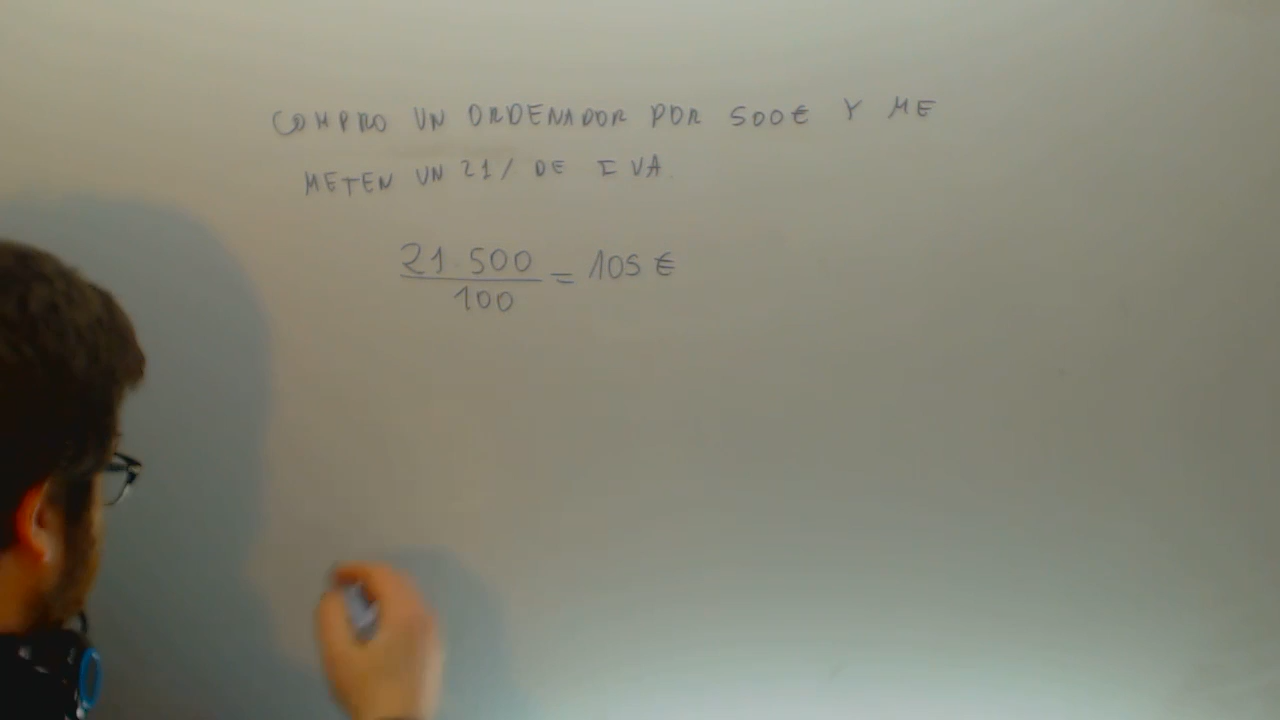 COMPRO UN ORDENADOR POR 500€ Y ME
METEN UN 21/ DE IVA
21 500
100
= 105 €